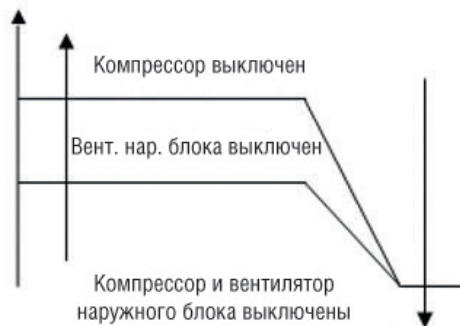 Компрессор выключен
Вент. нар. блока выключен
Компрессор и вентилятор
наружного блока выключены